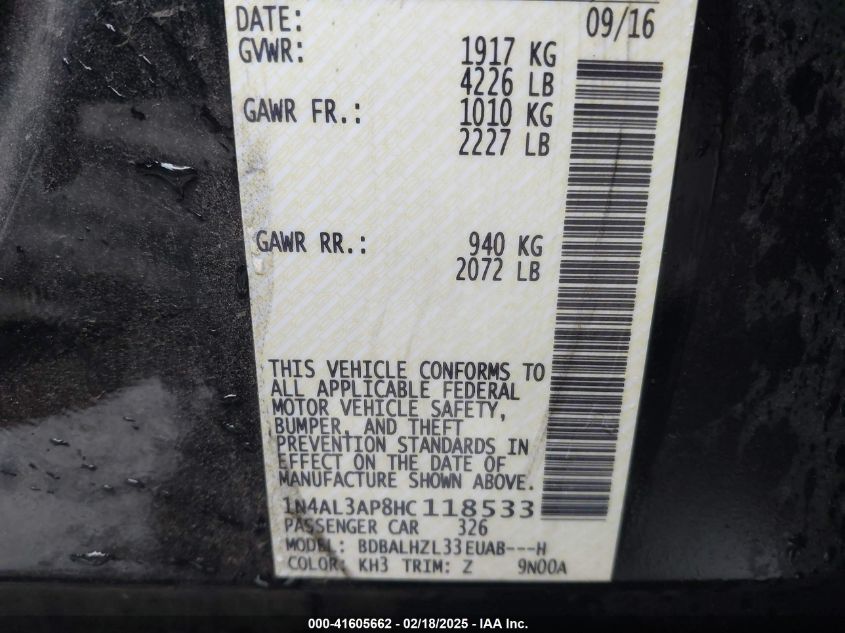 DATE: 09/16
GVWR: 1917 KG
4226 LB
GAWR FR.: 1010 KG
2227 LB
GAWR RR.: 940 KG
2072 LB
THIS VEHICLE CONFORMS TO
ALL APPLICABLE FEDERAL
MOTOR VEHICLE SAFETY,
BUMPER, AND THEFT
PREVENTION STANDARDS IN
EFFECT ON THE DATE OF
MANUFACTURE SHOWN ABOVE.
1N4AL3AP8HC118533
PASSENGER CAR 326
MODEL: BDBALHZL33EUAB---H
COLOR: KH3 TRIM: Z 9N00A
000-41605662 - 02/18/2025 - IAA Inc.